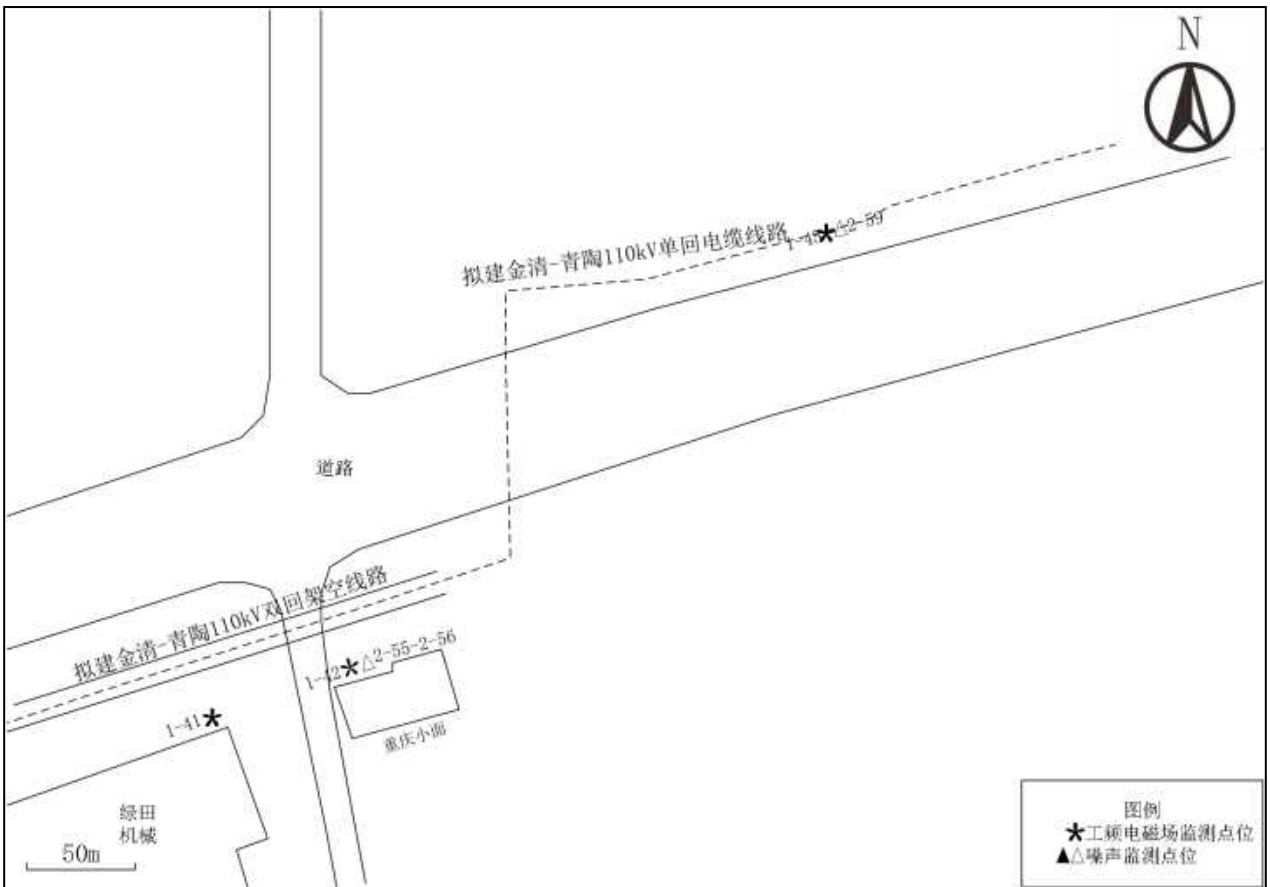 N
拟建金清-青陶110kV单回电缆线路
△2-59
道路
拟建金清-青陶110kV双回架空线路
1-42★△2-55-2-56
重庆小面
1-41★
绿田
机械
50m
图例
★工频电磁场监测点位
▲△噪声监测点位